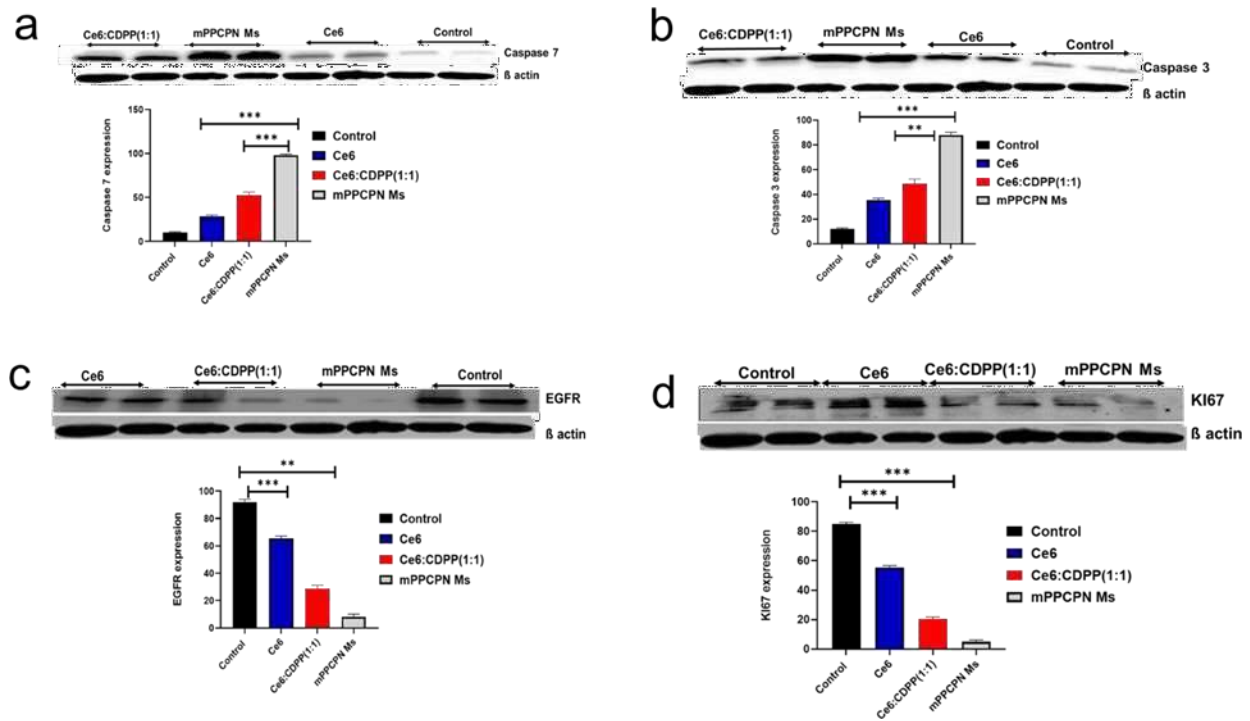 a
Ce6:CDPP(1:1) mPPCPN Ms Ce6 Control
Caspase 7
ß actin
Caspase 7 expression
150
100
50
0
***
***
Control
Ce6
Ce6:CDPP(1:1)
mPPCPN Ms
Control Ce6 Ce6:CDPP(1:1) mPPCPN Ms
b
Ce6:CDPP(1:1) mPPCPN Ms Ce6 Control
Caspase 3
ß actin
Caspase 3 expression
100
80
60
40
20
0
***
**
Control
Ce6
Ce6:CDPP(1:1)
mPPCPN Ms
Control Ce6 Ce6:CDPP(1:1) mPPCPN Ms
c
Ce6 Ce6:CDPP(1:1) mPPCPN Ms Control
EGFR
ß actin
EGFR expression
100
80
60
40
20
0
**
***
Control
Ce6
Ce6:CDPP(1:1)
mPPCPN Ms
Control Ce6 Ce6:CDPP(1:1) mPPCPN Ms
d
Control Ce6 Ce6:CDPP(1:1) mPPCPN Ms
KI67
ß actin
KI67 expression
100
80
60
40
20
0
***
***
Control
Ce6
Ce6:CDPP(1:1)
mPPCPN Ms
Control Ce6 Ce6:CDPP(1:1) mPPCPN Ms